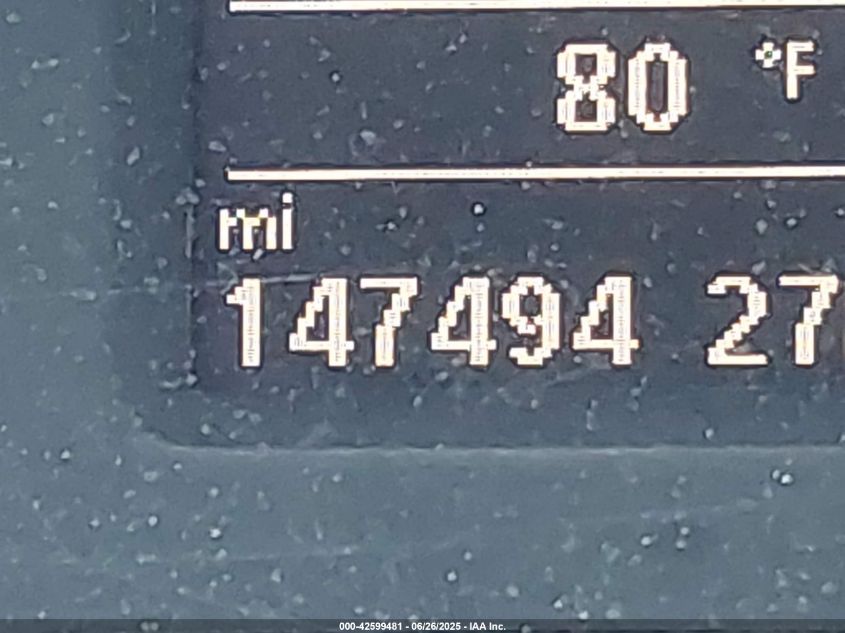 80 °F
mi
147494 27
000-42599481 - 06/26/2025 - IAA Inc.